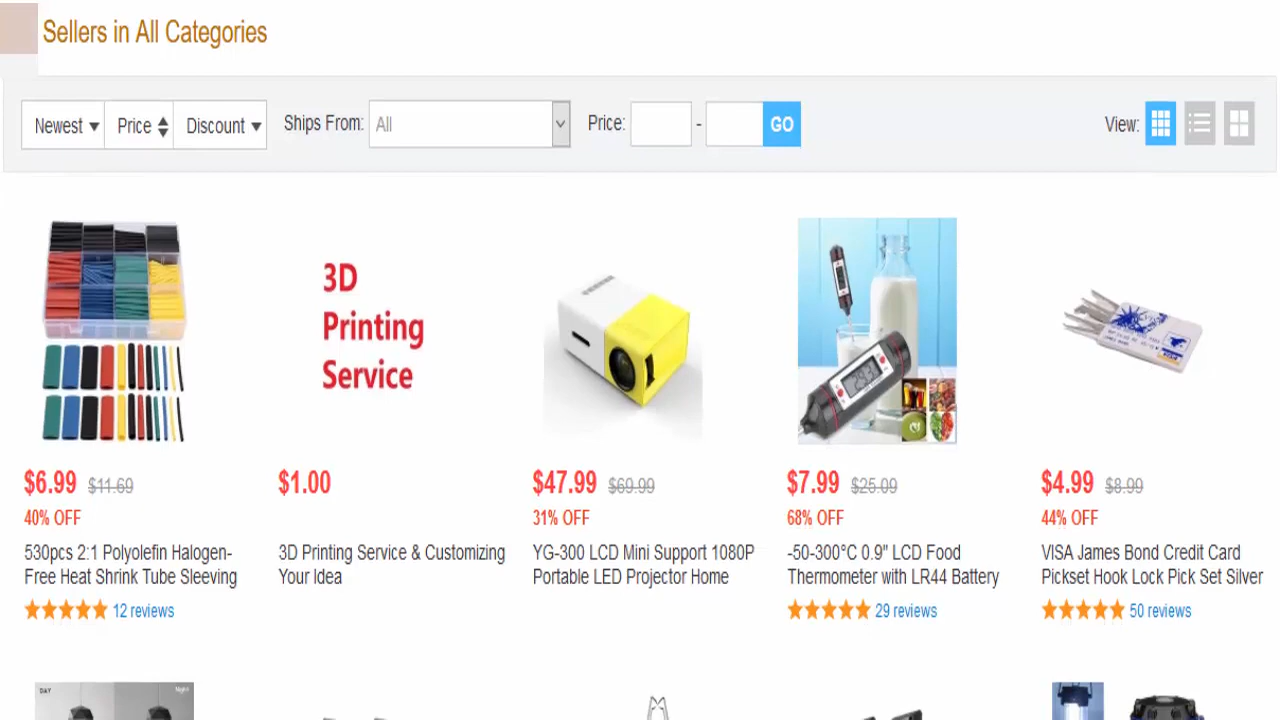 Sellers in All Categories
Newest Price Discount Ships From: All Price: - GO View:
3D
Printing
Service
$6.99 $11.69
40% OFF
530pcs 2:1 Polyolefin Halogen-
Free Heat Shrink Tube Sleeving
12 reviews
$1.00
3D Printing Service & Customizing
Your Idea
$47.99 $69.99
31% OFF
YG-300 LCD Mini Support 1080P
Portable LED Projector Home
$7.99 $25.09
68% OFF
-50-300°C 0.9" LCD Food
Thermometer with LR44 Battery
29 reviews
$4.99 $8.99
44% OFF
VISA James Bond Credit Card
Pickset Hook Lock Pick Set Silver
50 reviews
DAY Night